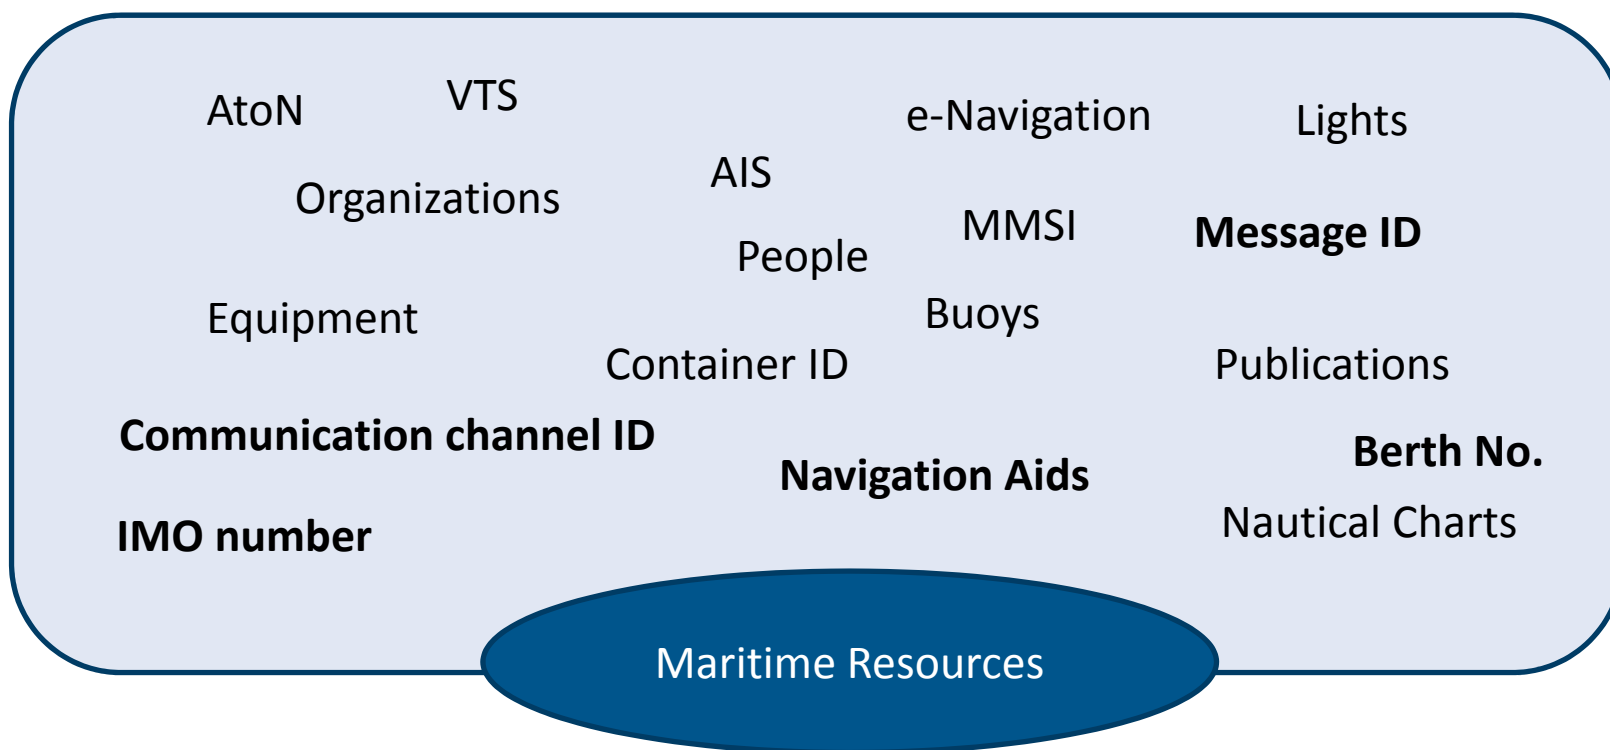 VTS
AtoN
e-Navigation
Lights
AIS
Organizations
MMSI
Message ID
People
Equipment
Buoys
Container ID
Publications
Communication channel ID
Berth No.
Navigation Aids
Nautical Charts
IMO number
Maritime Resources